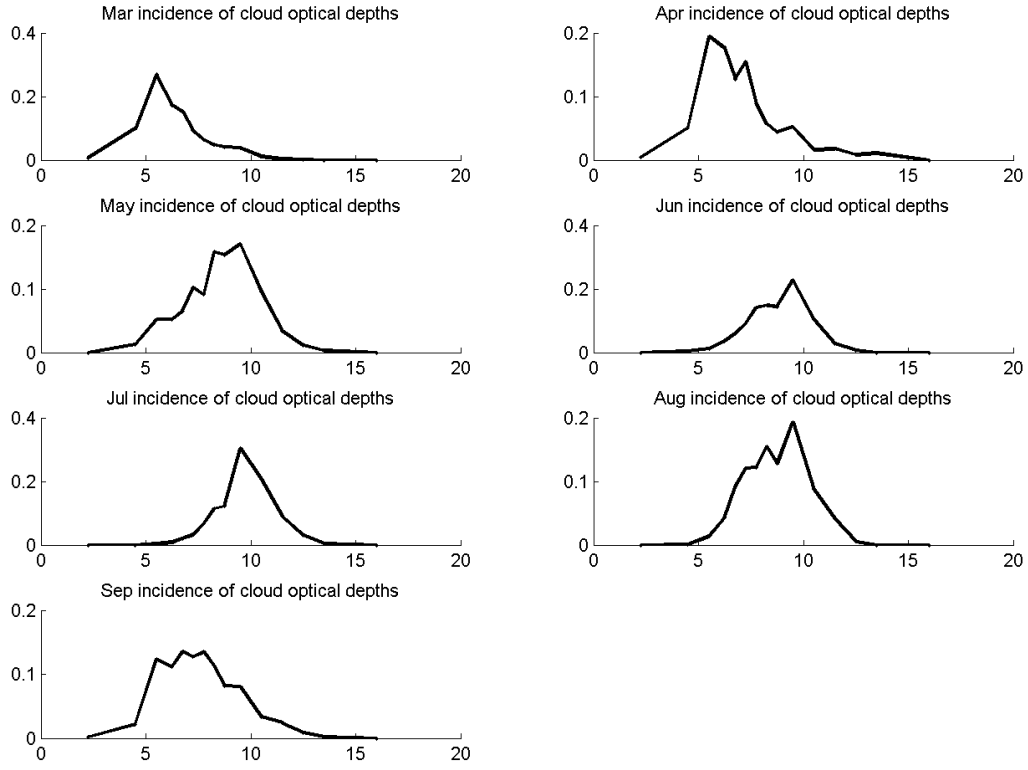 Mar incidence of cloud optical depths
0.4
0.2
0
0 5 10 15 20
Apr incidence of cloud optical depths
0.2
0.1
0
0 5 10 15 20
May incidence of cloud optical depths
0.2
0.1
0
0 5 10 15 20
Jun incidence of cloud optical depths
0.4
0.2
0
0 5 10 15 20
Jul incidence of cloud optical depths
0.4
0.2
0
0 5 10 15 20
Aug incidence of cloud optical depths
0.2
0.1
0
0 5 10 15 20
Sep incidence of cloud optical depths
0.2
0.1
0
0 5 10 15 20